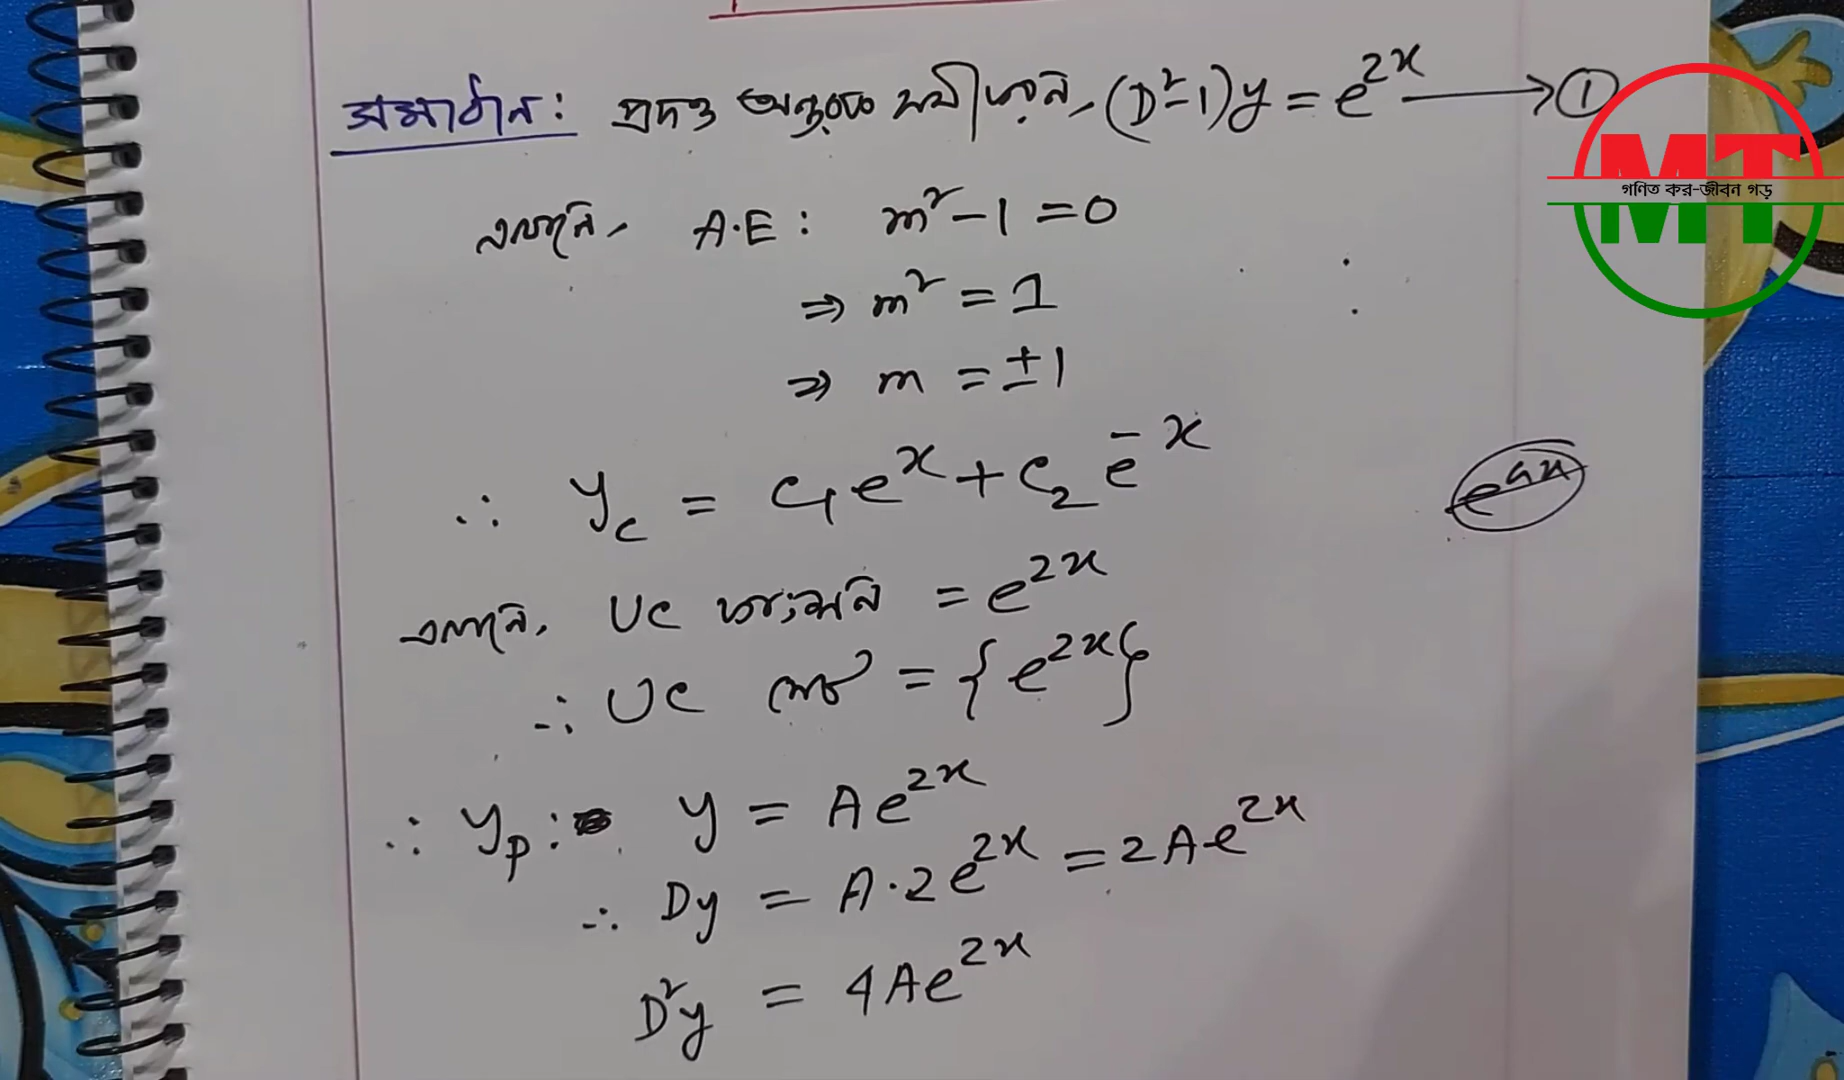 সমাধান: প্রদত্ত অন্তরক সমীকরণ, (D²-1)y = e^{2x} ⟶ ①
MT
গণিত কর-জীবন গড়
এখানে, A.E: m² - 1 = 0
⇒ m² = 1
⇒ m = ±1
∴ y_c = c₁e^x + c₂e^{-x}
e^{ax}
এখানে, UC ফাংশন = e^{2x}
∴ UC সেট = {e^{2x}}
∴ y_p: y = Ae^{2x}
∴ Dy = A·2e^{2x} = 2Ae^{2x}
D²y = 4Ae^{2x}